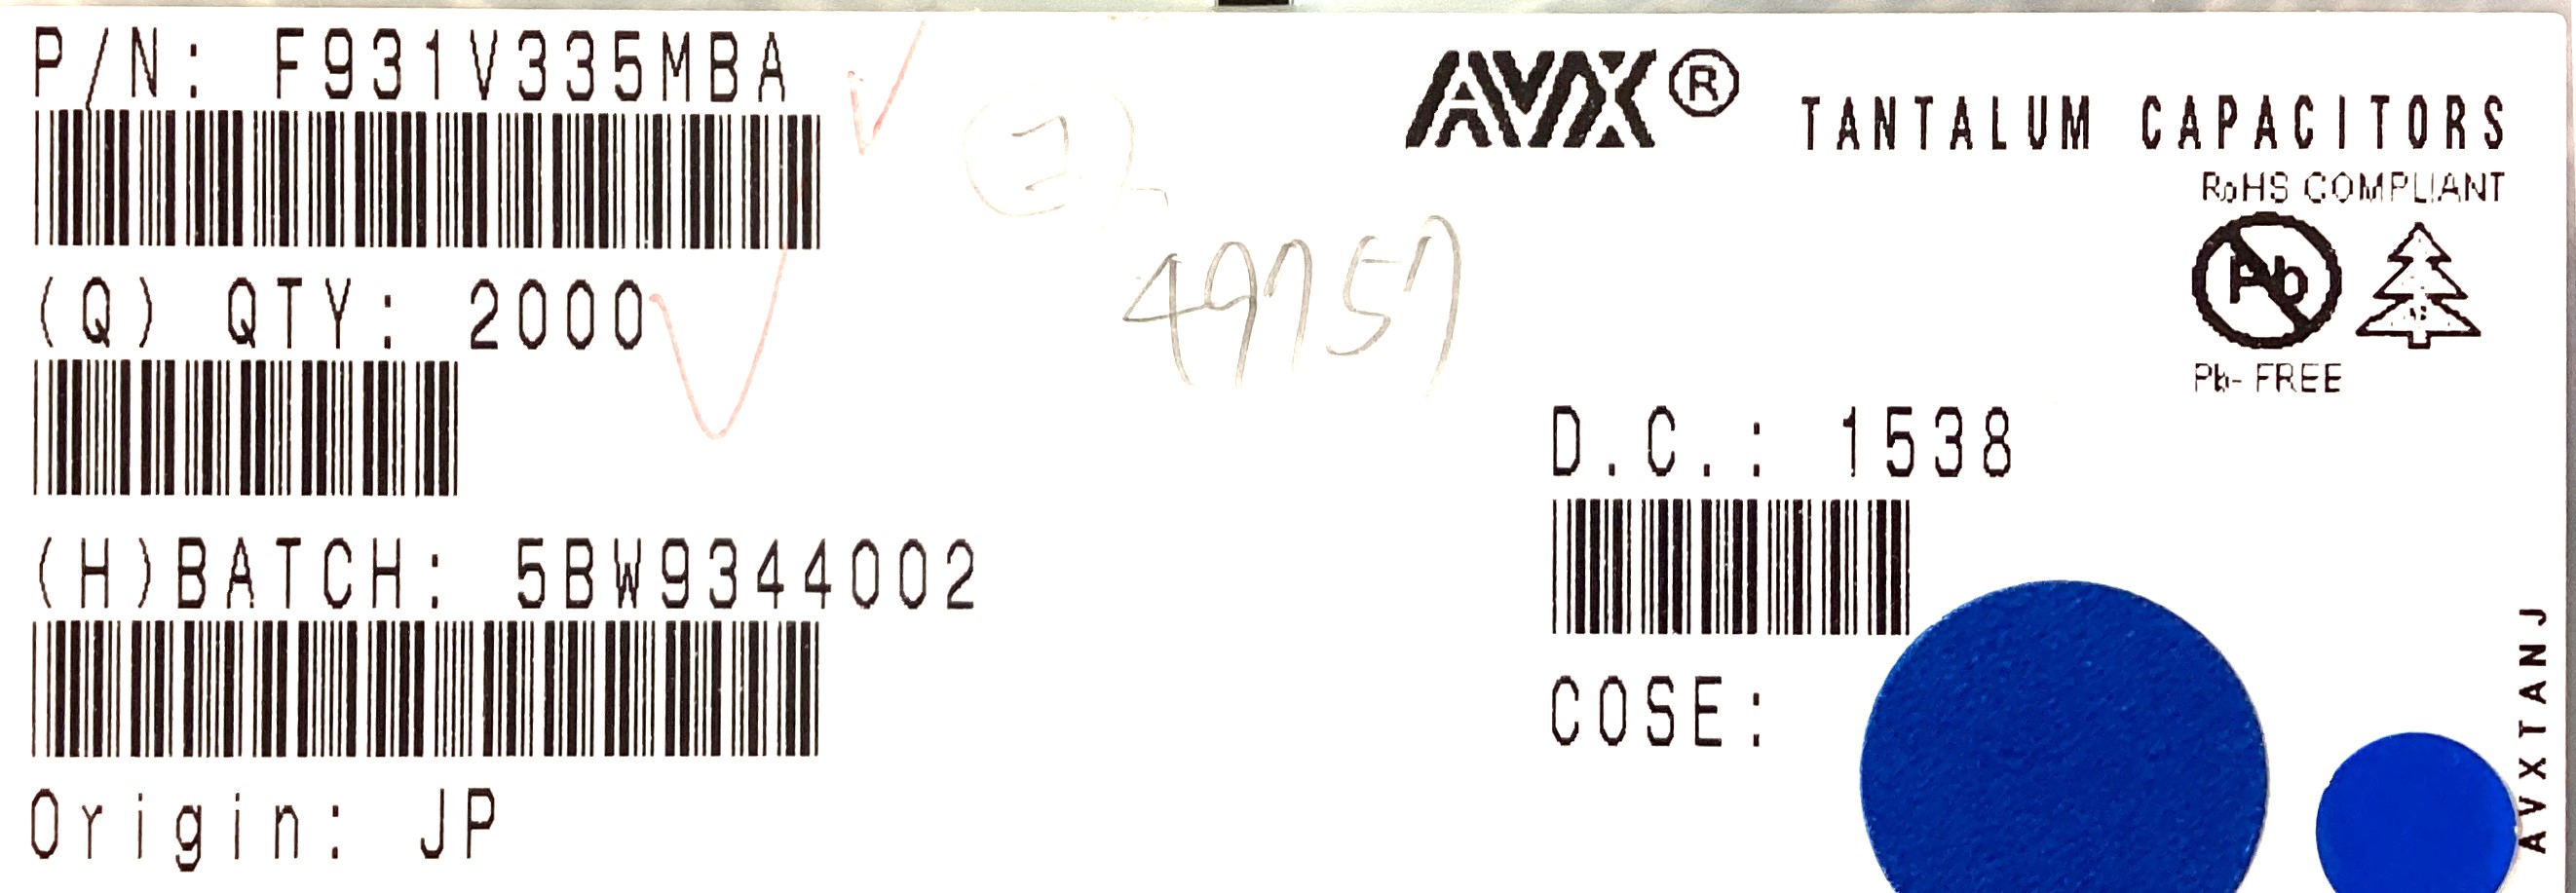 P/N: F931V335MBA
AVX® TANTALUM CAPACITORS
RoHS COMPLIANT
Pb
Pb- FREE
49757
(Q) QTY: 2000
D.C.: 1538
(H)BATCH: 5BW9344002
COSE:
Origin: JP
AVXTANJ